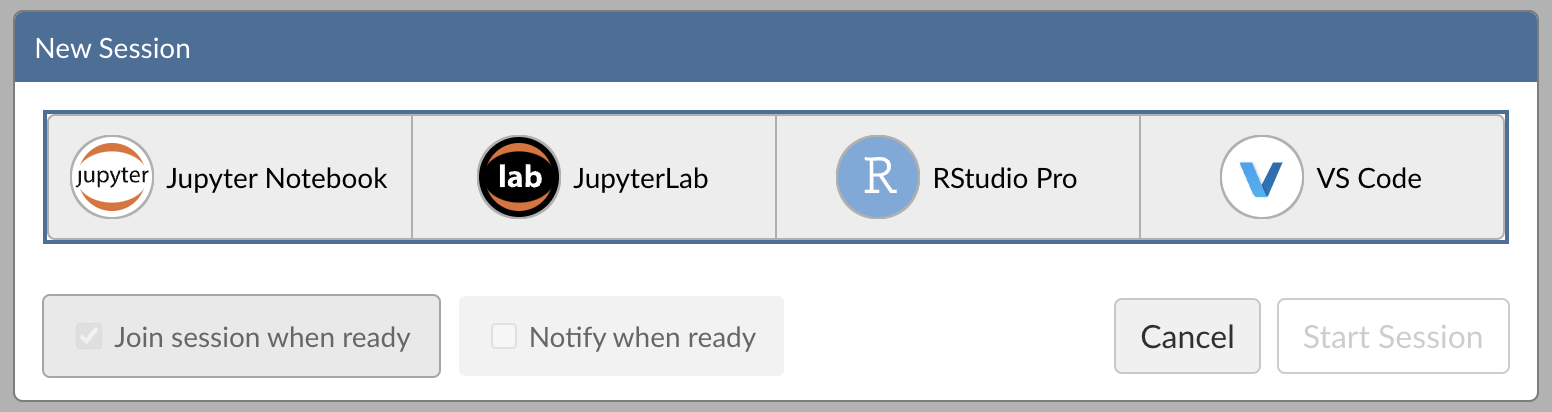 New Session
jupyter Jupyter Notebook lab JupyterLab R RStudio Pro VS Code
Join session when ready Notify when ready Cancel Start Session